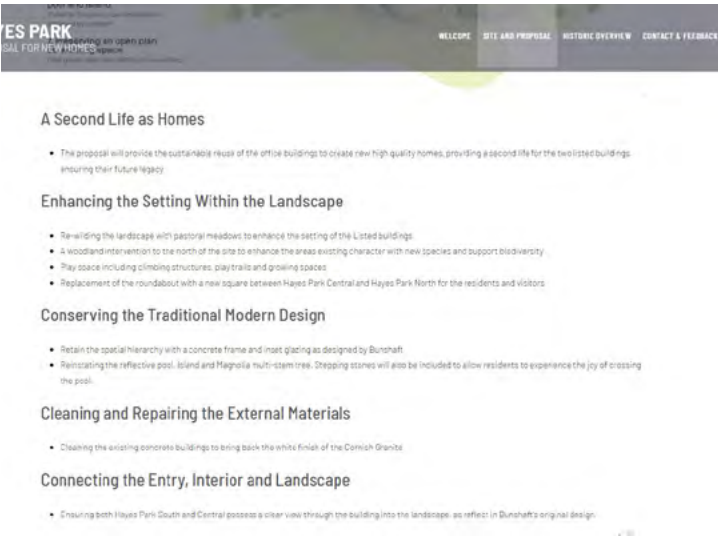 pool and island
YES PARK
Preserving an open plan
SAL FOR NEW HOMES
space
WELCOME SITE AND PROPOSAL HISTORIC OVERVIEW CONTACT & FEEDBACK
A Second Life as Homes
The proposal will provide the sustainable reuse of the office buildings to create new high quality homes, providing a second life for the two listed buildings
ensuring their future legacy
Enhancing the Setting Within the Landscape
Re-wilding the landscape with pastoral meadows to enhance the setting of the Listed buildings
A woodland intervention to the north of the site to enhance the areas existing character with new species and support biodiversity
Play space including climbing structures, play trails and growing spaces
Replacement of the roundabout with a new square between Hayes Park Central and Hayes Park North for the residents and visitors
Conserving the Traditional Modern Design
Retain the spatial hierarchy with a concrete frame and inset glazing as designed by Bunshaft
Reinstating the reflective pool, Island and Magnolia multi-stem tree. Stepping stones will also be included to allow residents to experience the joy of crossing
the pool.
Cleaning and Repairing the External Materials
Cleaning the existing concrete buildings to bring back the white finish of the Cornish Granite
Connecting the Entry, Interior and Landscape
Ensuring both Hayes Park South and Central possess a clear view through the building into the landscape, as reflect in Bunshaft's original design.